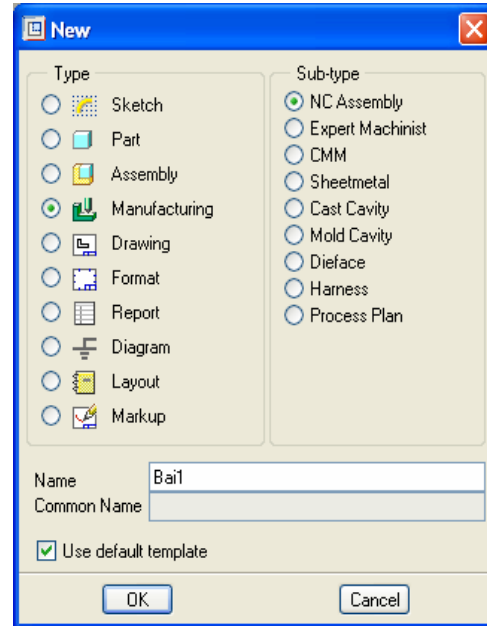 New
Type
Sketch
Part
Assembly
Manufacturing
Drawing
Format
Report
Diagram
Layout
Markup
Sub-type
NC Assembly
Expert Machinist
CMM
Sheetmetal
Cast Cavity
Mold Cavity
Dieface
Harness
Process Plan
Name Bai1
Common Name
Use default template
OK Cancel